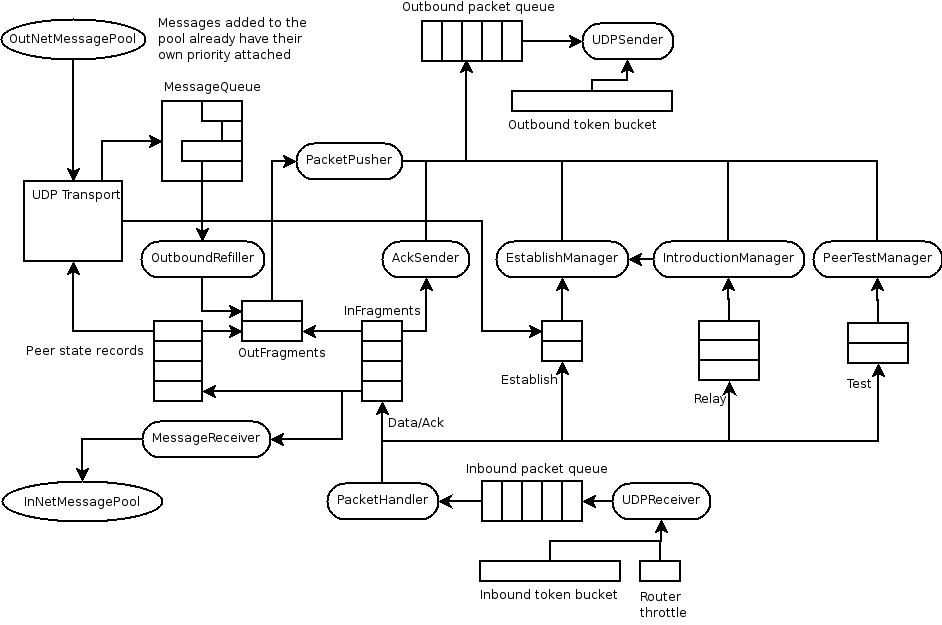 Outbound packet queue
OutNetMessagePool
Messages added to the
pool already have their
own priority attached
UDPSender
MessageQueue
Outbound token bucket
PacketPusher
UDP Transport
OutboundRefiller
AckSender
EstablishManager
IntroductionManager
PeerTestManager
InFragments
Peer state records
OutFragments
Establish
Relay
Test
Data/Ack
MessageReceiver
Inbound packet queue
InNetMessagePool
PacketHandler
UDPReceiver
Inbound token bucket
Router
throttle